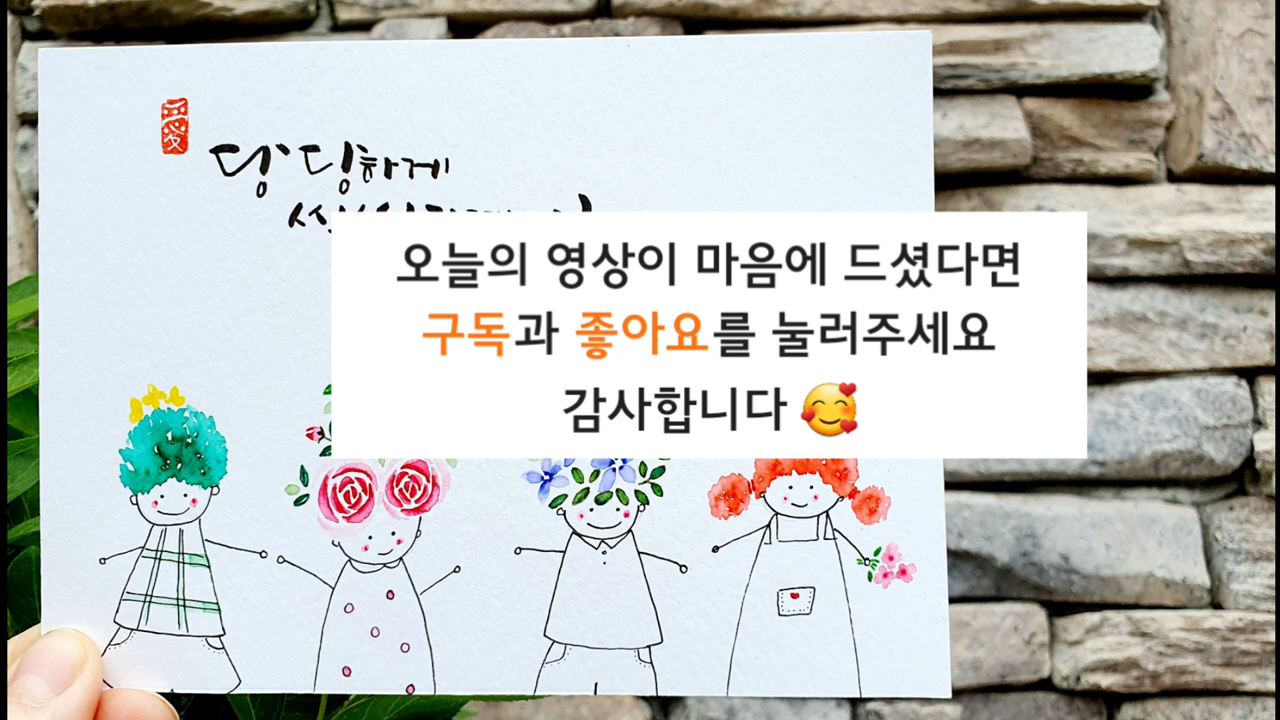 당당하게
오늘의 영상이 마음에 드셨다면
구독과 좋아요를 눌러주세요
감사합니다 🥰